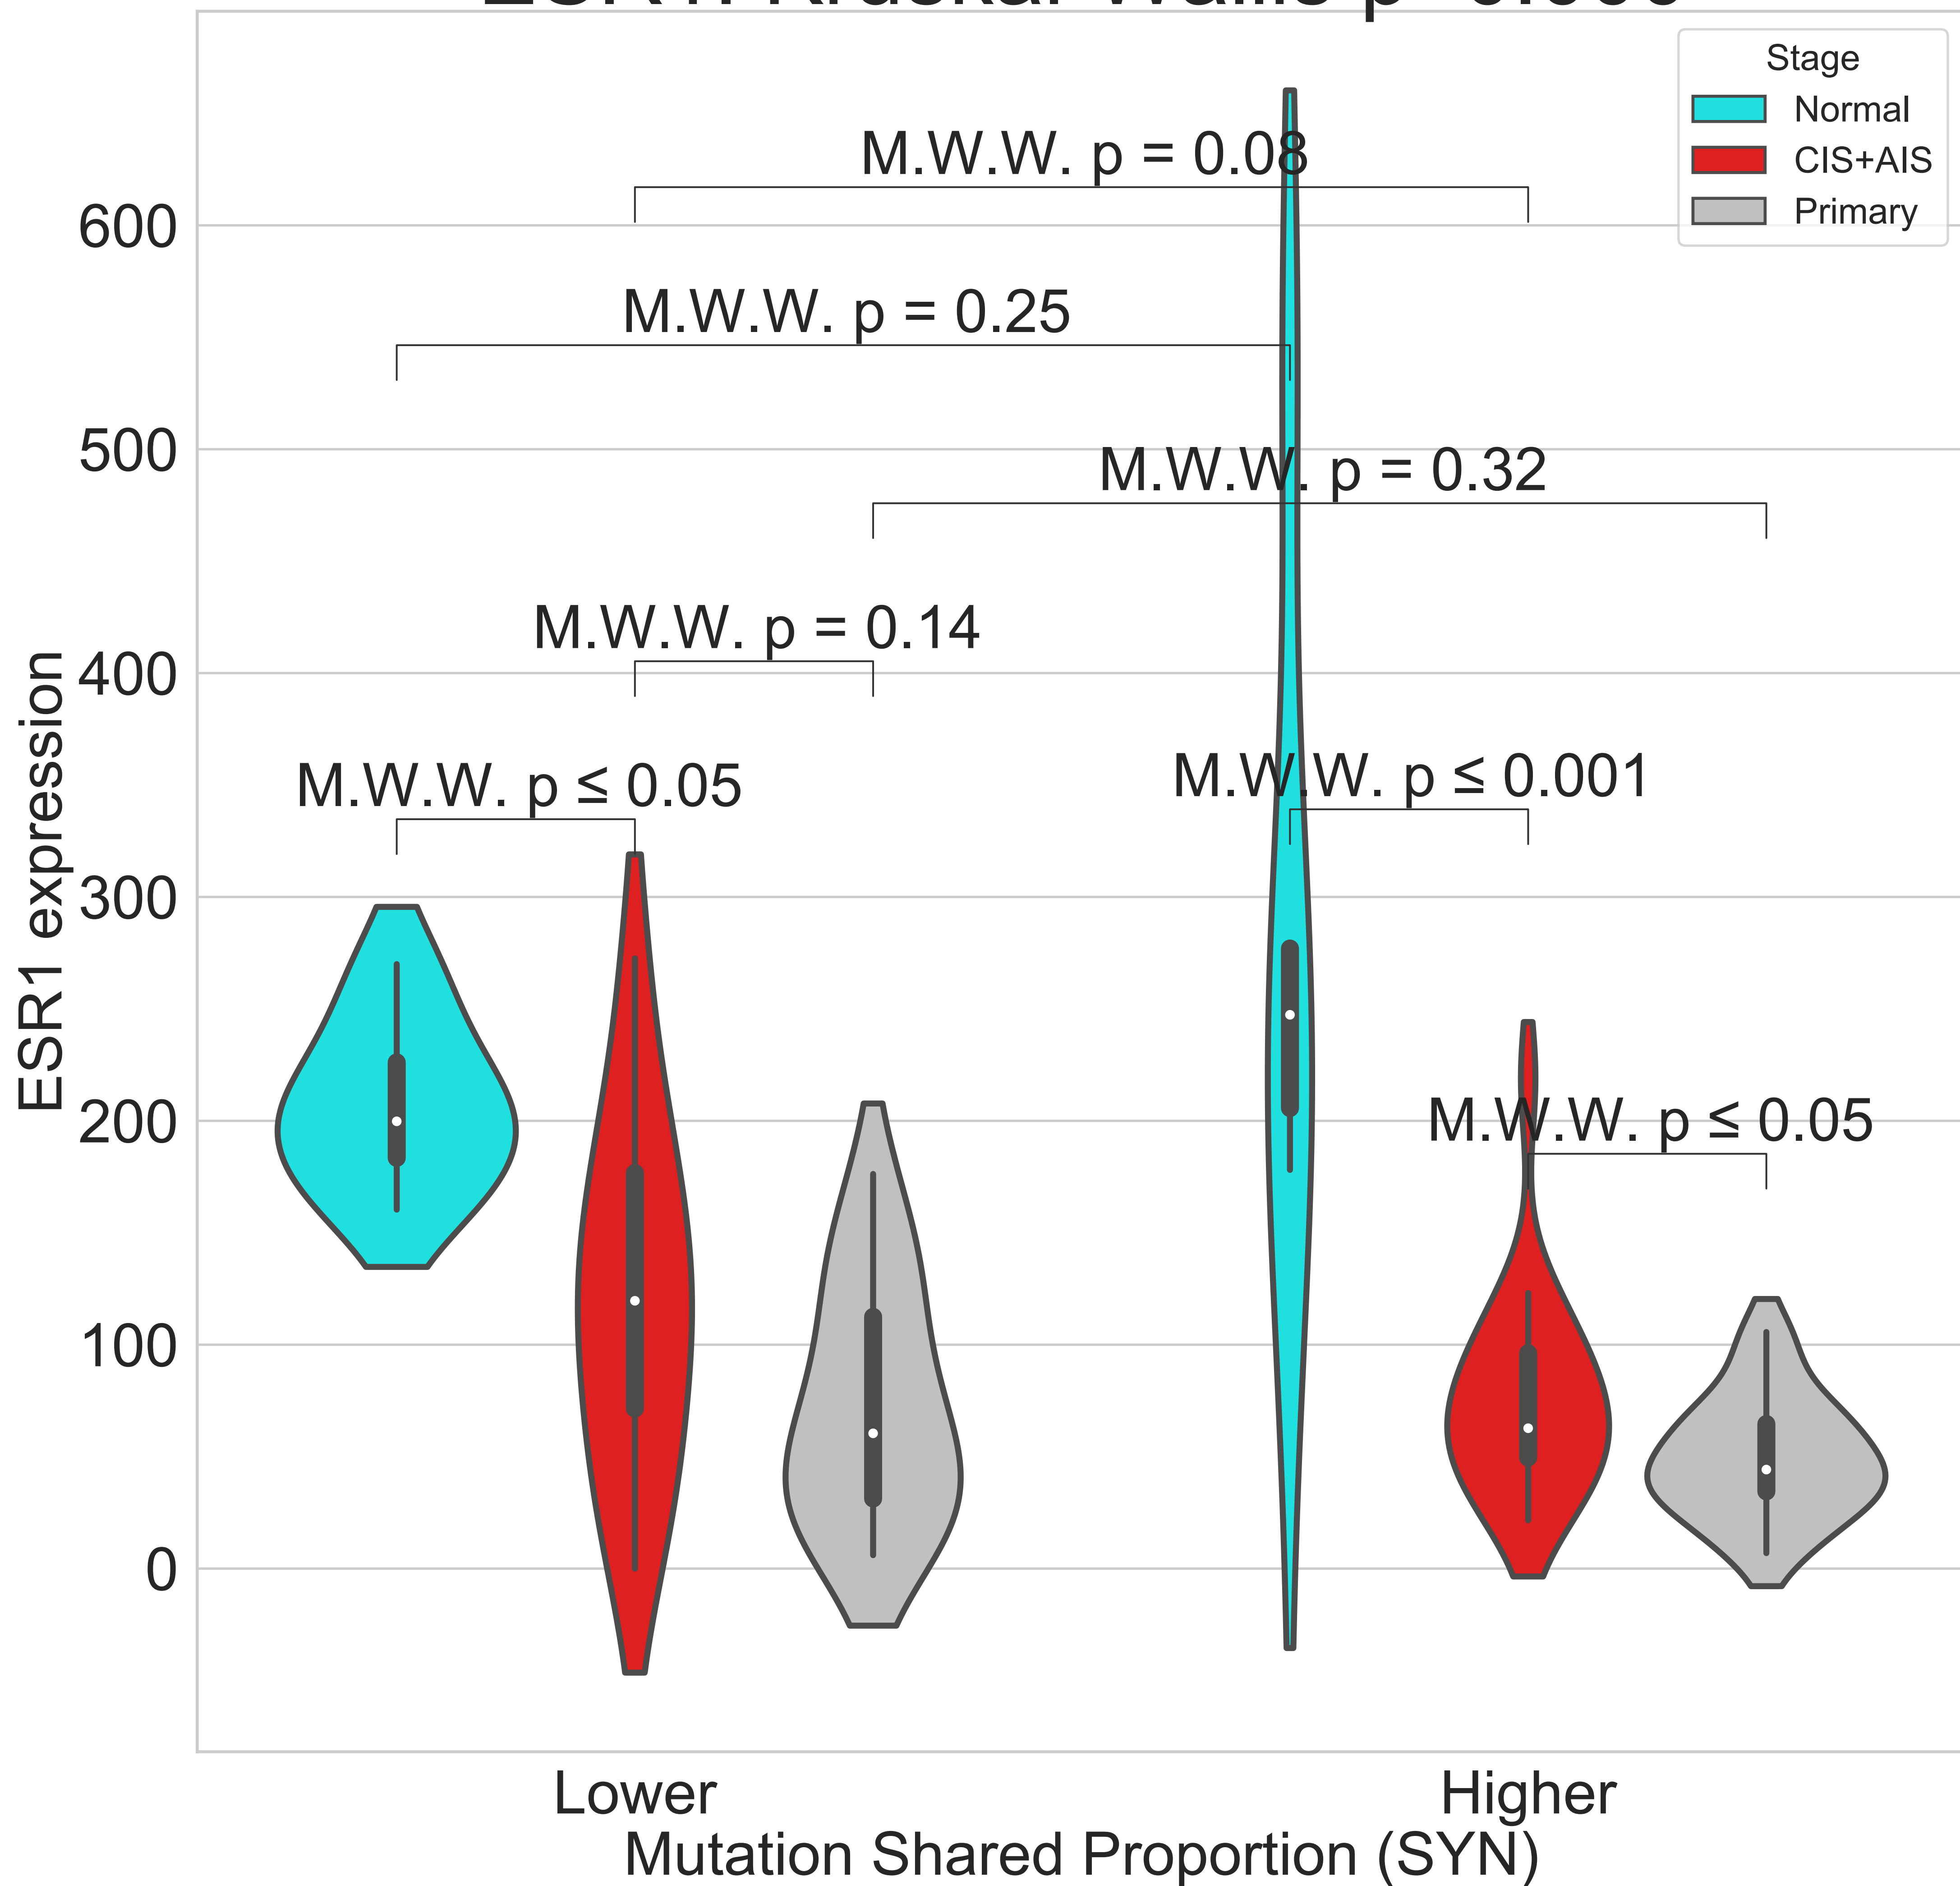 Stage
Normal
CIS+AIS
Primary
M.W.W. p = 0.08
M.W.W. p = 0.25
M.W.W. p = 0.32
M.W.W. p = 0.14
M.W.W. p ≤ 0.05
M.W.W. p ≤ 0.001
M.W.W. p ≤ 0.05
600
500
400
300
200
100
0
ESR1 expression
Lower
Higher
Mutation Shared Proportion (SYN)